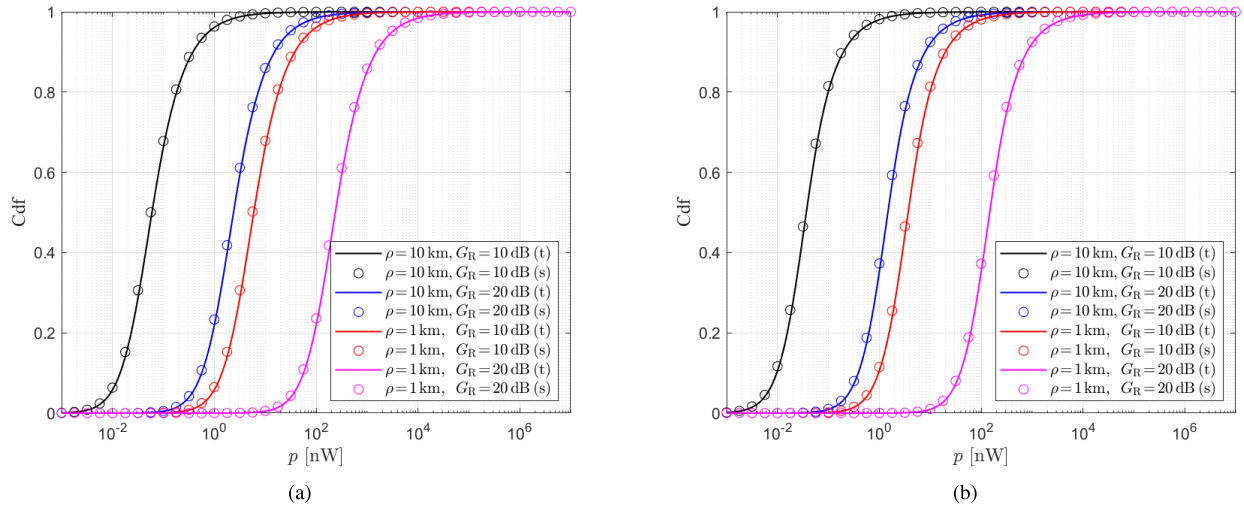 1
0.8
0.6
0.4
0.2
0
Cdf
10^-2
10^0
10^2
10^4
10^6
p [nW]
ρ=10 km, G_R=10 dB (t)
ρ=10 km, G_R=10 dB (s)
ρ=10 km, G_R=20 dB (t)
ρ=10 km, G_R=20 dB (s)
ρ=1 km, G_R=10 dB (t)
ρ=1 km, G_R=10 dB (s)
ρ=1 km, G_R=20 dB (t)
ρ=1 km, G_R=20 dB (s)
(a)
1
0.8
0.6
0.4
0.2
0
Cdf
10^-2
10^0
10^2
10^4
10^6
p [nW]
ρ=10 km, G_R=10 dB (t)
ρ=10 km, G_R=10 dB (s)
ρ=10 km, G_R=20 dB (t)
ρ=10 km, G_R=20 dB (s)
ρ=1 km, G_R=10 dB (t)
ρ=1 km, G_R=10 dB (s)
ρ=1 km, G_R=20 dB (t)
ρ=1 km, G_R=20 dB (s)
(b)